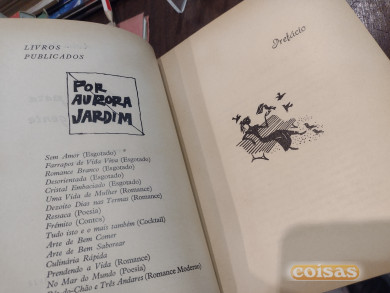 LIVROS
PUBLICADOS
POR
AURORA
JARDIM
Sem Amor (Esgotado) *
Farrapos de Vida Vêva (Esgotado)
Romance Branco (Esgotado)
Desorientada (Esgotado)
Cristal Embaciado (Esgotado)
Uma Vida de Mulher (Romance)
Dezoito Dias nas Termas (Romance)
Ressaca (Poesia)
Frémito (Contos)
Tudo isto e o mais também (Cocktail)
Arte de Bem Comer
Arte de Bem Saborear
Culinária Rápida
Prendendo a Vida (Romance)
No Mar do Mundo (Poesia)
Rés-do-Chão e Três Andares (Romance Moderno)
Prefácio
coisas